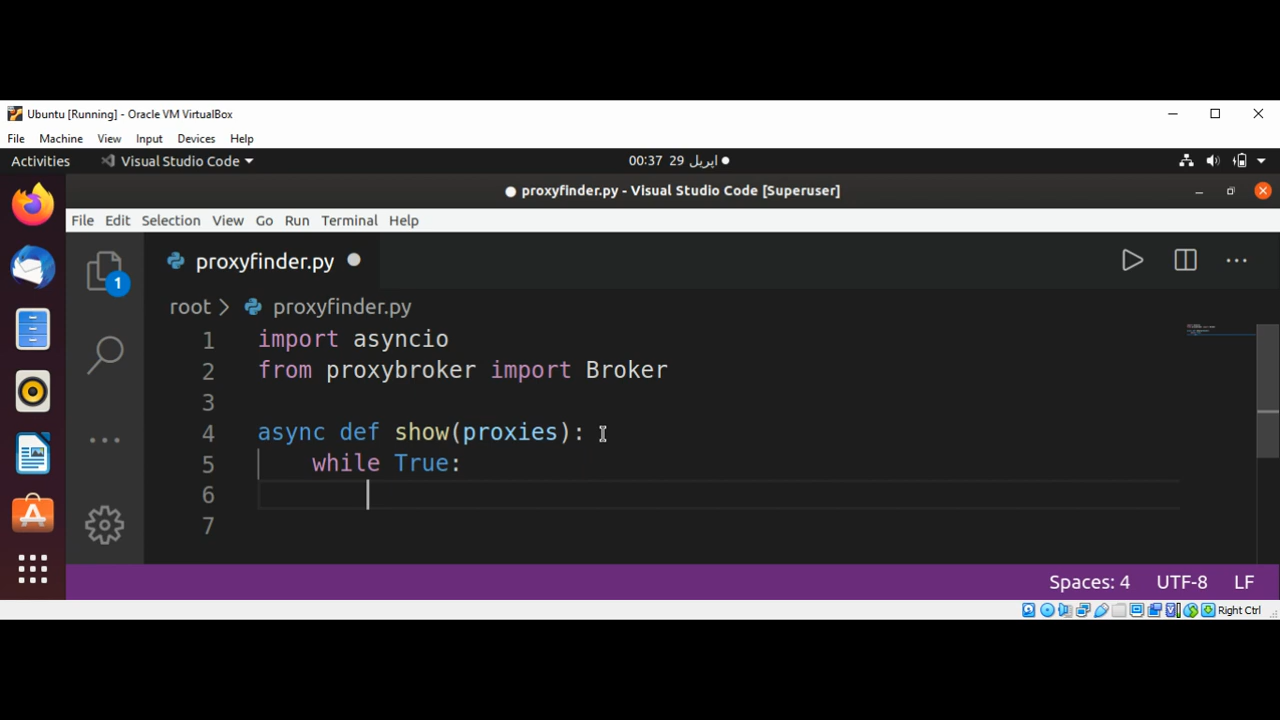 Ubuntu [Running] - Oracle VM VirtualBox
File Machine View Input Devices Help
Activities Visual Studio Code 00:37 29 اپریل
proxyfinder.py - Visual Studio Code [Superuser]
File Edit Selection View Go Run Terminal Help
1 proxyfinder.py
root > proxyfinder.py
1 import asyncio
2 from proxybroker import Broker
3
4 async def show(proxies):
5 while True:
6
7
Spaces: 4 UTF-8 LF
Right Ctrl